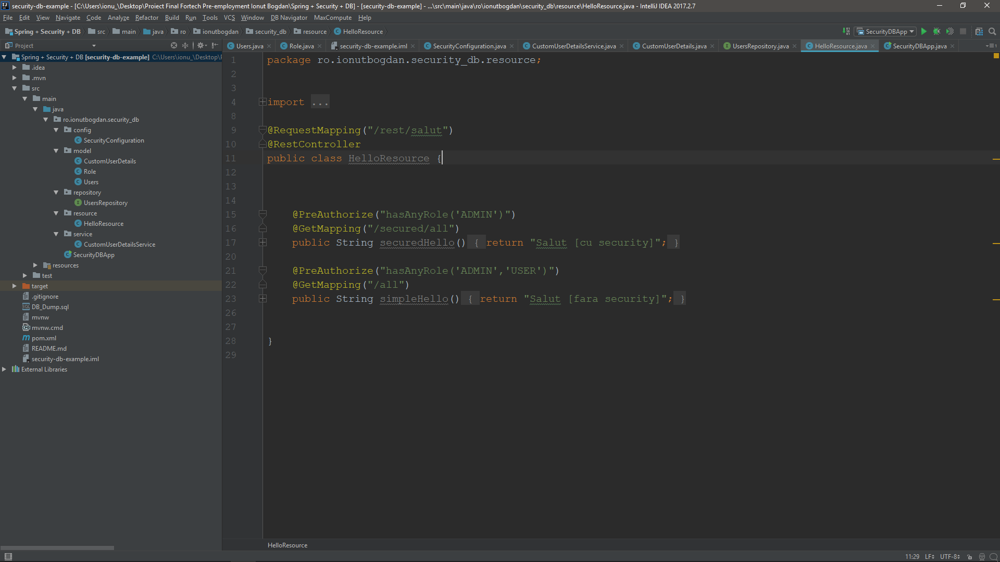 security-db-example - [C:\Users\ionu_\Desktop\Proiect Final Fortech Pre-employment Ionut Bogdan\Spring + Security + DB] - [security-db-example] - ...\src\main\java\ro\ionutbogdan\security_db\resource\HelloResource.java - IntelliJ IDEA 2017.2.7
File Edit View Navigate Code Analyze Refactor Build Run Tools VCS Window DB Navigator MaxCompute Help
Spring + Security + DB src main java ro ionutbogdan security_db resource HelloResource SecurityDBApp
Project
Users.java Role.java security-db-example.iml SecurityConfiguration.java CustomUserDetailsService.java CustomUserDetails.java UsersRepository.java HelloResource.java SecurityDBApp.java
Spring + Security + DB [security-db-example] C:\Users\ionu_\Desktop\
.idea
.mvn
src
main
java
ro.ionutbogdan.security_db
config
SecurityConfiguration
model
CustomUserDetails
Role
Users
repository
UsersRepository
resource
HelloResource
service
CustomUserDetailsService
SecurityDBApp
resources
test
target
.gitignore
DB_Dump.sql
mvnw
mvnw.cmd
pom.xml
README.md
security-db-example.iml
External Libraries
1 package ro.ionutbogdan.security_db.resource;
2
3
4 import ...
8
9 @RequestMapping("/rest/salut")
10 @RestController
11 public class HelloResource {
12
13
14
15 @PreAuthorize("hasAnyRole('ADMIN')")
16 @GetMapping("/secured/all")
17 public String securedHello() { return "Salut [cu security]"; }
20
21 @PreAuthorize("hasAnyRole('ADMIN','USER')")
22 @GetMapping("/all")
23 public String simpleHello() { return "Salut [fara security]"; }
26
27
28 }
29
HelloResource
11:29 LF UTF-8